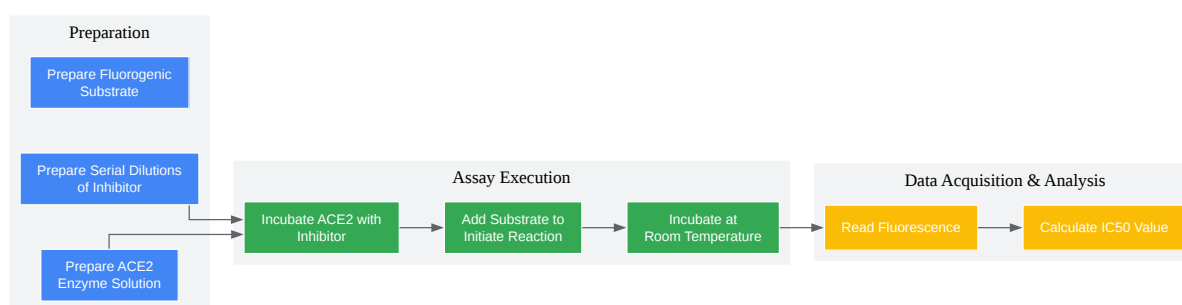 Preparation
Prepare Fluorogenic
Substrate
Prepare Serial Dilutions
of Inhibitor
Prepare ACE2
Enzyme Solution
Assay Execution
Incubate ACE2 with
Inhibitor
Add Substrate to
Initiate Reaction
Incubate at
Room Temperature
Data Acquisition & Analysis
Read Fluorescence
Calculate IC50 Value